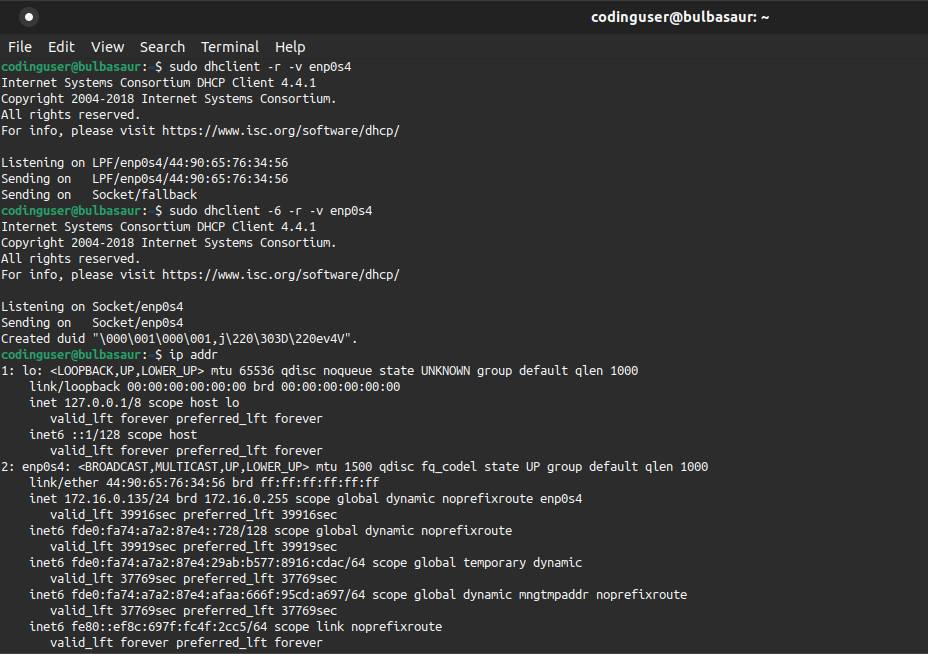 codinguser@bulbasaur: ~
File Edit View Search Terminal Help
codinguser@bulbasaur:~$ sudo dhclient -r -v enp0s4
Internet Systems Consortium DHCP Client 4.4.1
Copyright 2004-2018 Internet Systems Consortium.
All rights reserved.
For info, please visit https://www.isc.org/software/dhcp/
Listening on LPF/enp0s4/44:90:65:76:34:56
Sending on   LPF/enp0s4/44:90:65:76:34:56
Sending on   Socket/fallback
codinguser@bulbasaur:~$ sudo dhclient -6 -r -v enp0s4
Internet Systems Consortium DHCP Client 4.4.1
Copyright 2004-2018 Internet Systems Consortium.
All rights reserved.
For info, please visit https://www.isc.org/software/dhcp/
Listening on Socket/enp0s4
Sending on   Socket/enp0s4
Created duid "\000\001\000\001,j\220\303D\220ev4V".
codinguser@bulbasaur:~$ ip addr
1: lo: <LOOPBACK,UP,LOWER_UP> mtu 65536 qdisc noqueue state UNKNOWN group default qlen 1000
    link/loopback 00:00:00:00:00:00 brd 00:00:00:00:00:00
    inet 127.0.0.1/8 scope host lo
       valid_lft forever preferred_lft forever
    inet6 ::1/128 scope host
       valid_lft forever preferred_lft forever
2: enp0s4: <BROADCAST,MULTICAST,UP,LOWER_UP> mtu 1500 qdisc fq_codel state UP group default qlen 1000
    link/ether 44:90:65:76:34:56 brd ff:ff:ff:ff:ff:ff
    inet 172.16.0.135/24 brd 172.16.0.255 scope global dynamic noprefixroute enp0s4
       valid_lft 39916sec preferred_lft 39916sec
    inet6 fde0:fa74:a7a2:87e4::728/128 scope global dynamic noprefixroute
       valid_lft 39919sec preferred_lft 39919sec
    inet6 fde0:fa74:a7a2:87e4:29ab:b577:8916:cdac/64 scope global temporary dynamic
       valid_lft 37769sec preferred_lft 37769sec
    inet6 fde0:fa74:a7a2:87e4:afaa:666f:95cd:a697/64 scope global dynamic mngtmpaddr noprefixroute
       valid_lft 37769sec preferred_lft 37769sec
    inet6 fe80::ef8c:697f:fc4f:2cc5/64 scope link noprefixroute
       valid_lft forever preferred_lft forever